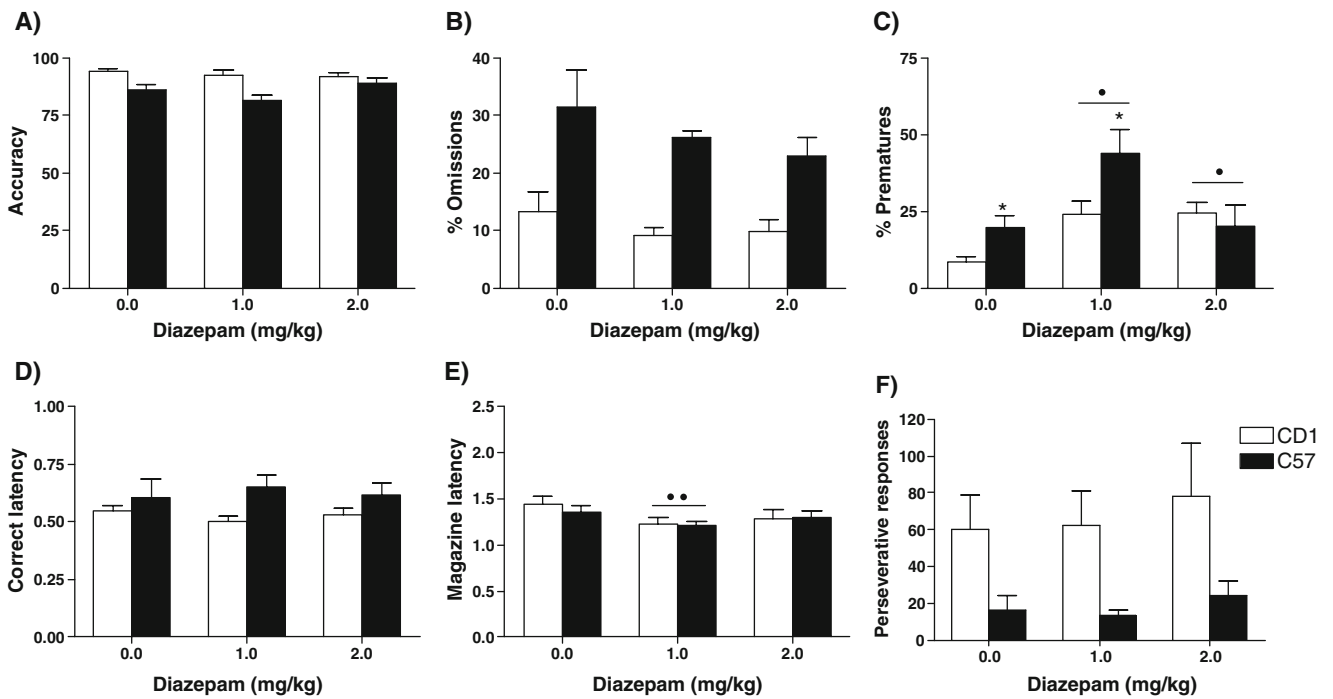 A)
100
75
50
25
0
Accuracy
0.0 1.0 2.0
Diazepam (mg/kg)
B)
40
30
20
10
0
% Omissions
0.0 1.0 2.0
Diazepam (mg/kg)
C)
75
50
25
0
% Prematures
*
*
0.0 1.0 2.0
Diazepam (mg/kg)
D)
1.00
0.75
0.50
0.25
0.00
Correct latency
0.0 1.0 2.0
Diazepam (mg/kg)
E)
2.5
2.0
1.5
1.0
0.5
0.0
Magazine latency
0.0 1.0 2.0
Diazepam (mg/kg)
F)
120
100
80
60
40
20
0
Perseverative responses
CD1
C57
0.0 1.0 2.0
Diazepam (mg/kg)